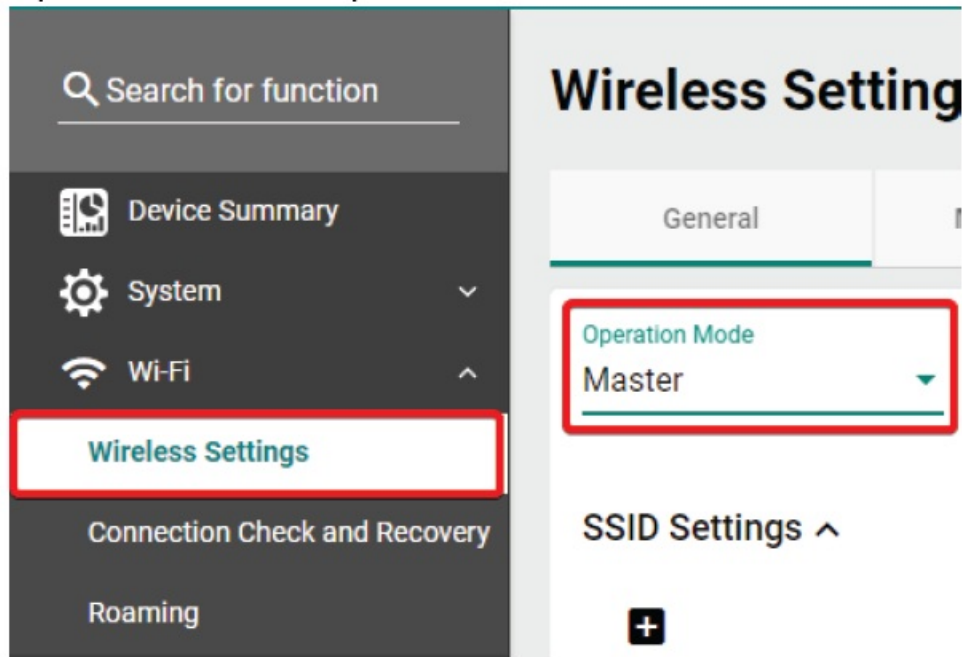 Search for function
Device Summary
System
Wi-Fi
Wireless Settings
Connection Check and Recovery
Roaming
Wireless Setting
General
Operation Mode
Master
SSID Settings